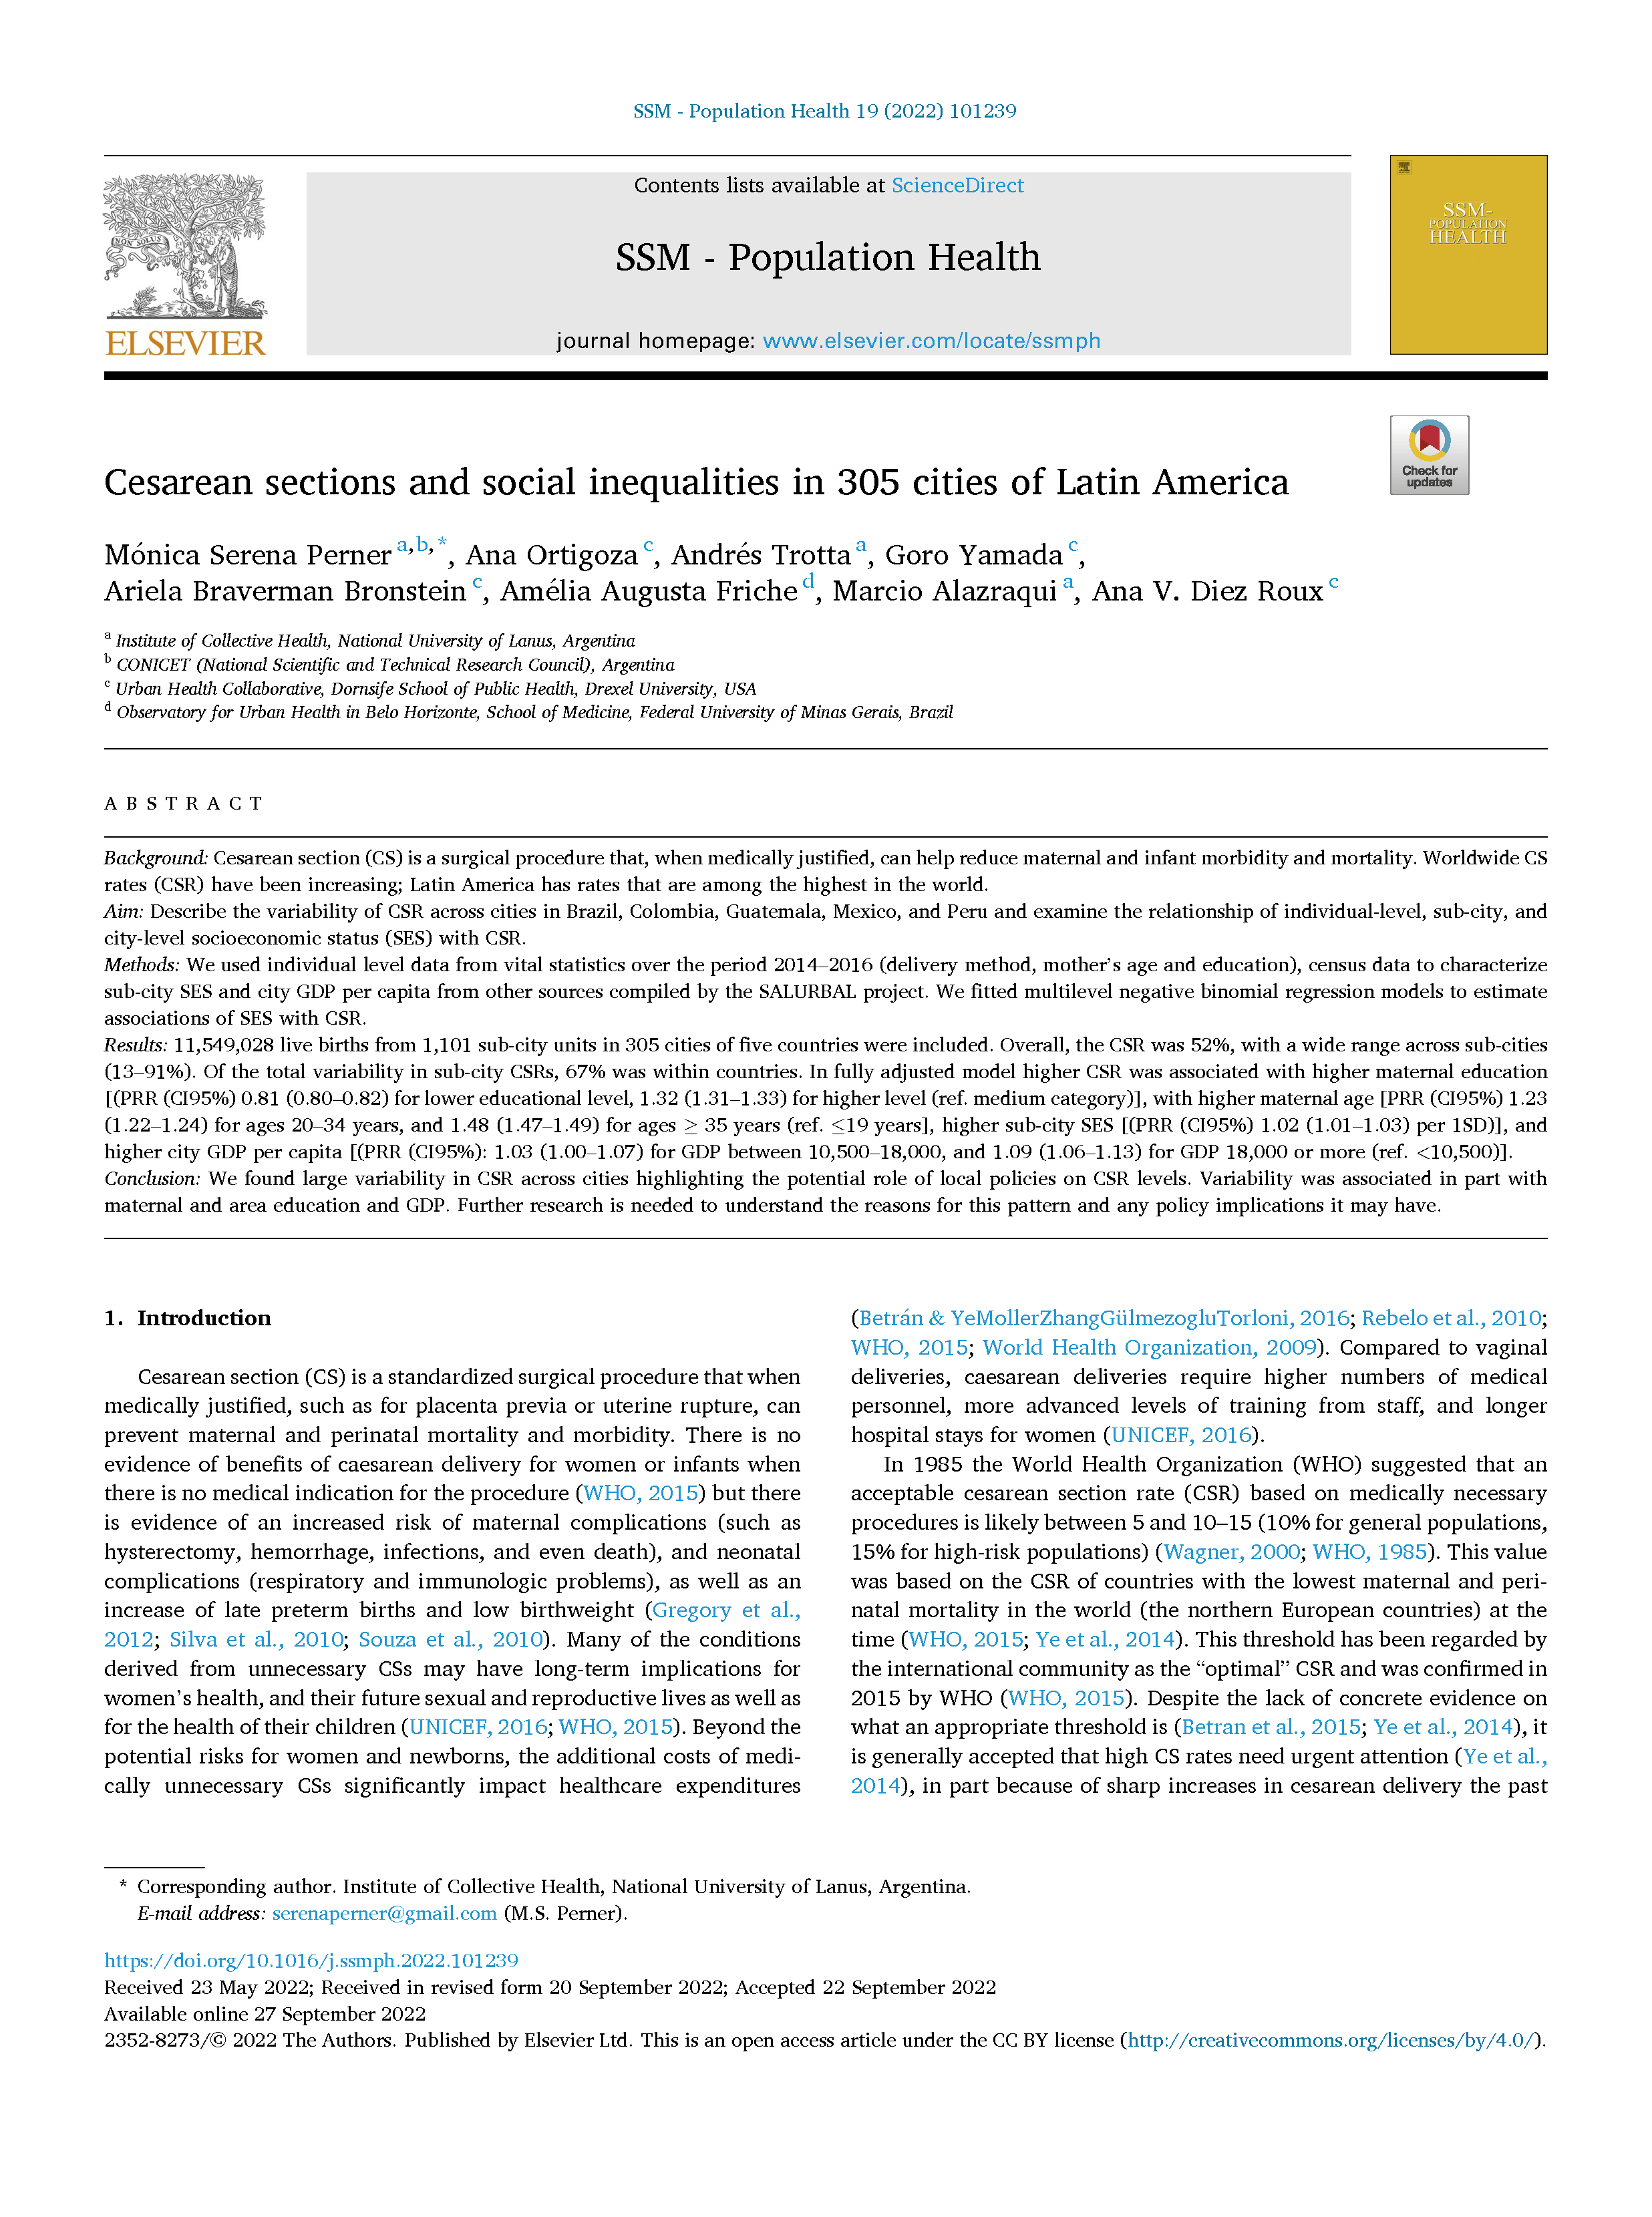 SSM - Population Health 19 (2022) 101239
Contents lists available at ScienceDirect
SSM - Population Health
journal homepage: www.elsevier.com/locate/ssmph
NON SOLUS
ELSEVIER
SSM-
POPULATION
HEALTH
Check for
updates
Cesarean sections and social inequalities in 305 cities of Latin America
Mónica Serena Perner a,b,*, Ana Ortigoza c, Andrés Trotta a, Goro Yamada c,
Ariela Braverman Bronstein c, Amélia Augusta Friche d, Marcio Alazraqui a, Ana V. Diez Roux c
a Institute of Collective Health, National University of Lanus, Argentina
b CONICET (National Scientific and Technical Research Council), Argentina
c Urban Health Collaborative, Dornsife School of Public Health, Drexel University, USA
d Observatory for Urban Health in Belo Horizonte, School of Medicine, Federal University of Minas Gerais, Brazil
A B S T R A C T
Background: Cesarean section (CS) is a surgical procedure that, when medically justified, can help reduce maternal and infant morbidity and mortality. Worldwide CS
rates (CSR) have been increasing; Latin America has rates that are among the highest in the world.
Aim: Describe the variability of CSR across cities in Brazil, Colombia, Guatemala, Mexico, and Peru and examine the relationship of individual-level, sub-city, and
city-level socioeconomic status (SES) with CSR.
Methods: We used individual level data from vital statistics over the period 2014–2016 (delivery method, mother's age and education), census data to characterize
sub-city SES and city GDP per capita from other sources compiled by the SALURBAL project. We fitted multilevel negative binomial regression models to estimate
associations of SES with CSR.
Results: 11,549,028 live births from 1,101 sub-city units in 305 cities of five countries were included. Overall, the CSR was 52%, with a wide range across sub-cities
(13–91%). Of the total variability in sub-city CSRs, 67% was within countries. In fully adjusted model higher CSR was associated with higher maternal education
[(PRR (CI95%) 0.81 (0.80–0.82) for lower educational level, 1.32 (1.31–1.33) for higher level (ref. medium category)], with higher maternal age [PRR (CI95%) 1.23
(1.22–1.24) for ages 20–34 years, and 1.48 (1.47–1.49) for ages ≥ 35 years (ref. ≤19 years], higher sub-city SES [(PRR (CI95%) 1.02 (1.01–1.03) per 1SD)], and
higher city GDP per capita [(PRR (CI95%): 1.03 (1.00–1.07) for GDP between 10,500–18,000, and 1.09 (1.06–1.13) for GDP 18,000 or more (ref. <10,500)].
Conclusion: We found large variability in CSR across cities highlighting the potential role of local policies on CSR levels. Variability was associated in part with
maternal and area education and GDP. Further research is needed to understand the reasons for this pattern and any policy implications it may have.
1. Introduction
Cesarean section (CS) is a standardized surgical procedure that when
medically justified, such as for placenta previa or uterine rupture, can
prevent maternal and perinatal mortality and morbidity. There is no
evidence of benefits of caesarean delivery for women or infants when
there is no medical indication for the procedure (WHO, 2015) but there
is evidence of an increased risk of maternal complications (such as
hysterectomy, hemorrhage, infections, and even death), and neonatal
complications (respiratory and immunologic problems), as well as an
increase of late preterm births and low birthweight (Gregory et al.,
2012; Silva et al., 2010; Souza et al., 2010). Many of the conditions
derived from unnecessary CSs may have long-term implications for
women's health, and their future sexual and reproductive lives as well as
for the health of their children (UNICEF, 2016; WHO, 2015). Beyond the
potential risks for women and newborns, the additional costs of medi-
cally unnecessary CSs significantly impact healthcare expenditures
(Betrán & YeMollerZhangGülmezogluTorloni, 2016; Rebelo et al., 2010;
WHO, 2015; World Health Organization, 2009). Compared to vaginal
deliveries, caesarean deliveries require higher numbers of medical
personnel, more advanced levels of training from staff, and longer
hospital stays for women (UNICEF, 2016).
In 1985 the World Health Organization (WHO) suggested that an
acceptable cesarean section rate (CSR) based on medically necessary
procedures is likely between 5 and 10–15 (10% for general populations,
15% for high-risk populations) (Wagner, 2000; WHO, 1985). This value
was based on the CSR of countries with the lowest maternal and peri-
natal mortality in the world (the northern European countries) at the
time (WHO, 2015; Ye et al., 2014). This threshold has been regarded by
the international community as the “optimal” CSR and was confirmed in
2015 by WHO (WHO, 2015). Despite the lack of concrete evidence on
what an appropriate threshold is (Betran et al., 2015; Ye et al., 2014), it
is generally accepted that high CS rates need urgent attention (Ye et al.,
2014), in part because of sharp increases in cesarean delivery the past
* Corresponding author. Institute of Collective Health, National University of Lanus, Argentina.
E-mail address: serenaperner@gmail.com (M.S. Perner).
https://doi.org/10.1016/j.ssmph.2022.101239
Received 23 May 2022; Received in revised form 20 September 2022; Accepted 22 September 2022
Available online 27 September 2022
2352-8273/© 2022 The Authors. Published by Elsevier Ltd. This is an open access article under the CC BY license (http://creativecommons.org/licenses/by/4.0/).